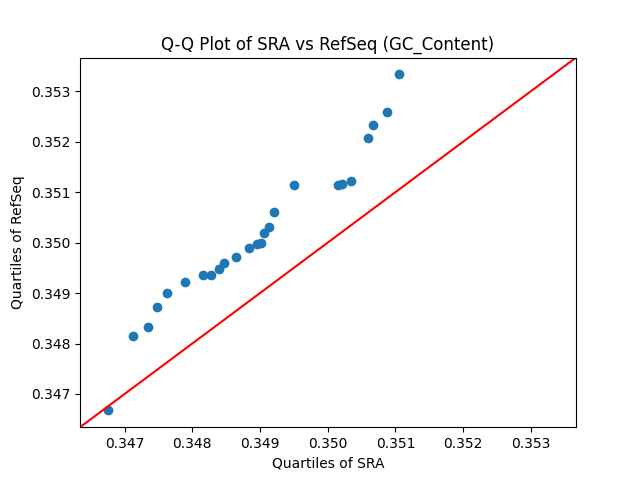 Q-Q Plot of SRA vs RefSeq (GC_Content)
Quartiles of RefSeq
0.353
0.352
0.351
0.350
0.349
0.348
0.347
0.347 0.348 0.349 0.350 0.351 0.352 0.353
Quartiles of SRA